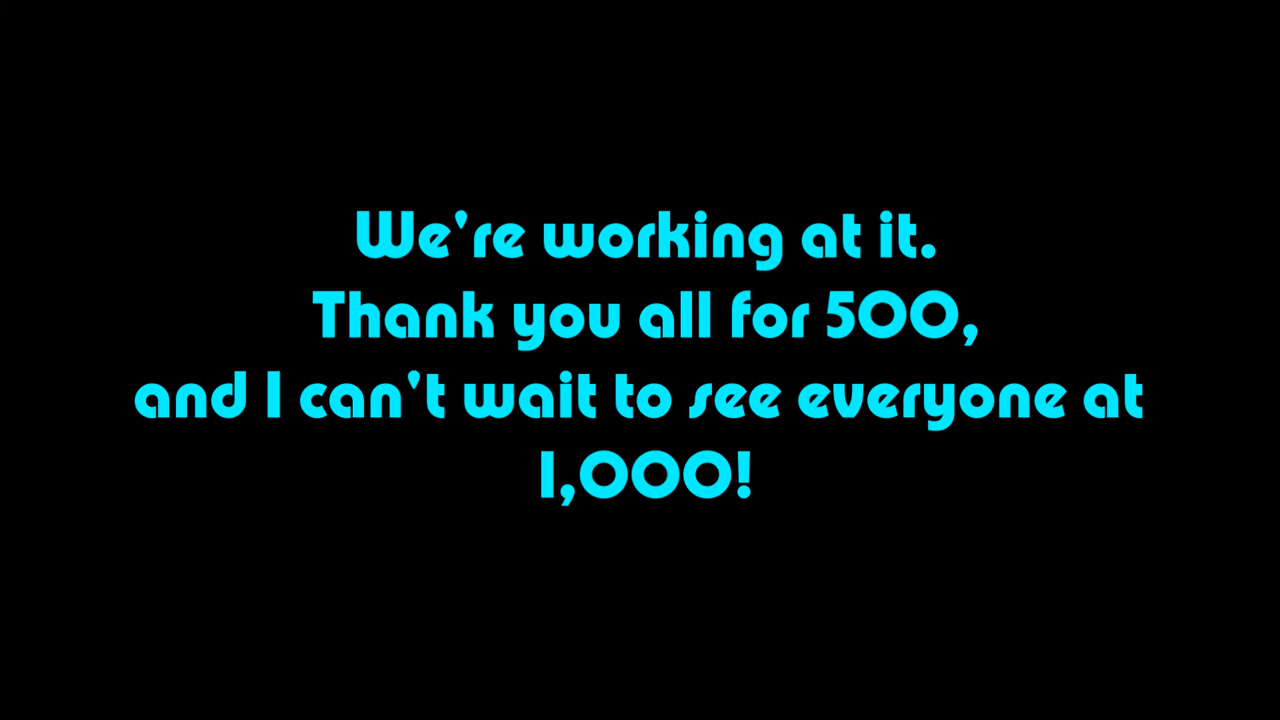 We're working at it.
Thank you all for 500,
and I can't wait to see everyone at
1,000!